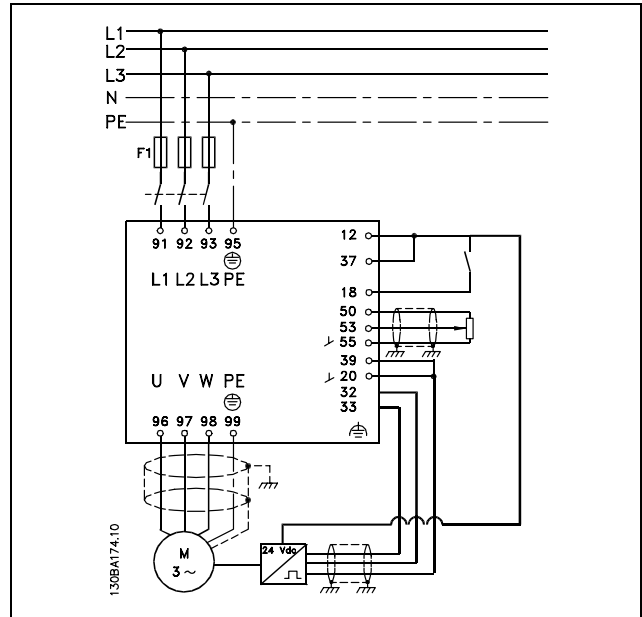 L1
L2
L3
N
PE
F1
91 92 93 95
L1 L2 L3 PE
12
37
18
50
53
55
39
20
32
33
U V W PE
96 97 98 99
M
3 ~
24 Vdc
130BA174.10